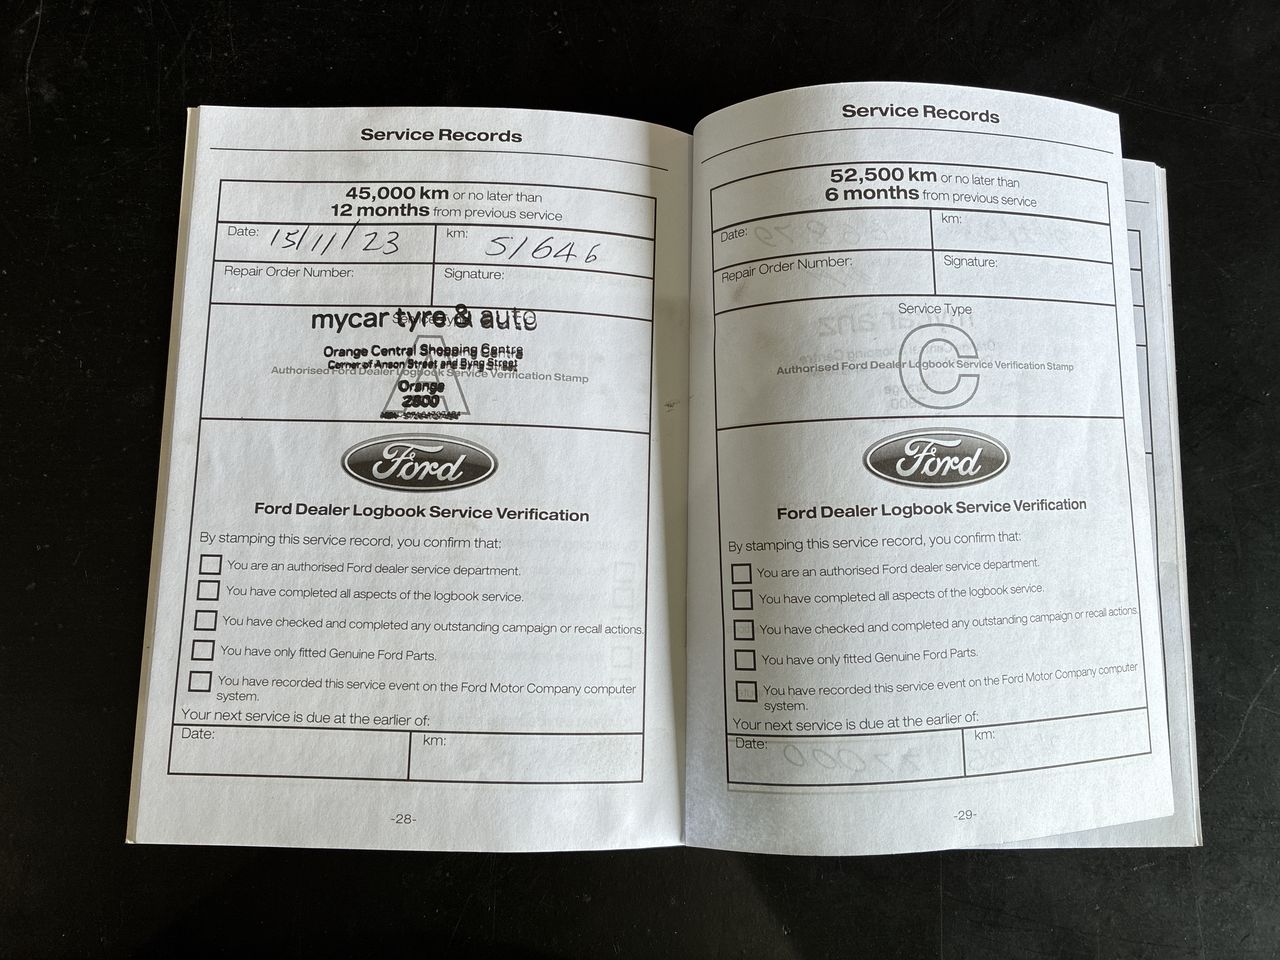 Service Records
45,000 km or no later than
12 months from previous service
Date: 15/11/23
km: 51646
Repair Order Number:
Signature:
Service Type
mycar tyre & auto
Orange Central Shopping Centre
Corner of Anson Street and Byng Street
A
Authorised Ford Dealer Logbook Service Verification Stamp
Orange
2800
Ford
Ford Dealer Logbook Service Verification
By stamping this service record, you confirm that:
You are an authorised Ford dealer service department.
You have completed all aspects of the logbook service.
You have checked and completed any outstanding campaign or recall actions.
You have only fitted Genuine Ford Parts.
You have recorded this service event on the Ford Motor Company computer
system.
Your next service is due at the earlier of:
Date:
km:
-28-
Service Records
52,500 km or no later than
6 months from previous service
Date:
km:
Repair Order Number:
Signature:
Service Type
C
Authorised Ford Dealer Logbook Service Verification Stamp
Ford
Ford Dealer Logbook Service Verification
By stamping this service record, you confirm that:
You are an authorised Ford dealer service department.
You have completed all aspects of the logbook service.
You have checked and completed any outstanding campaign or recall actions.
You have only fitted Genuine Ford Parts.
You have recorded this service event on the Ford Motor Company computer
system.
Your next service is due at the earlier of:
Date:
km:
-29-